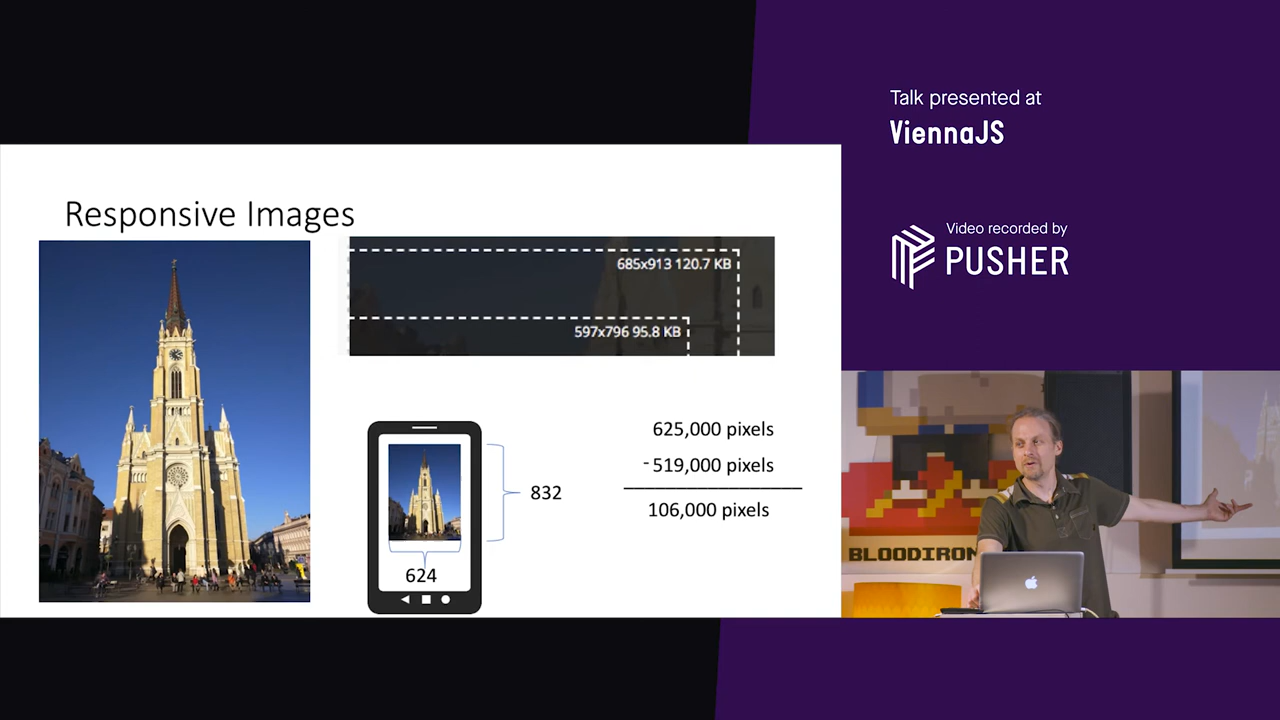 Talk presented at
ViennaJS
Video recorded by
PUSHER
Responsive Images
685x913 120.7 KB
597x796 95.8 KB
832
624
625,000 pixels
-519,000 pixels
106,000 pixels
BLOODIRON